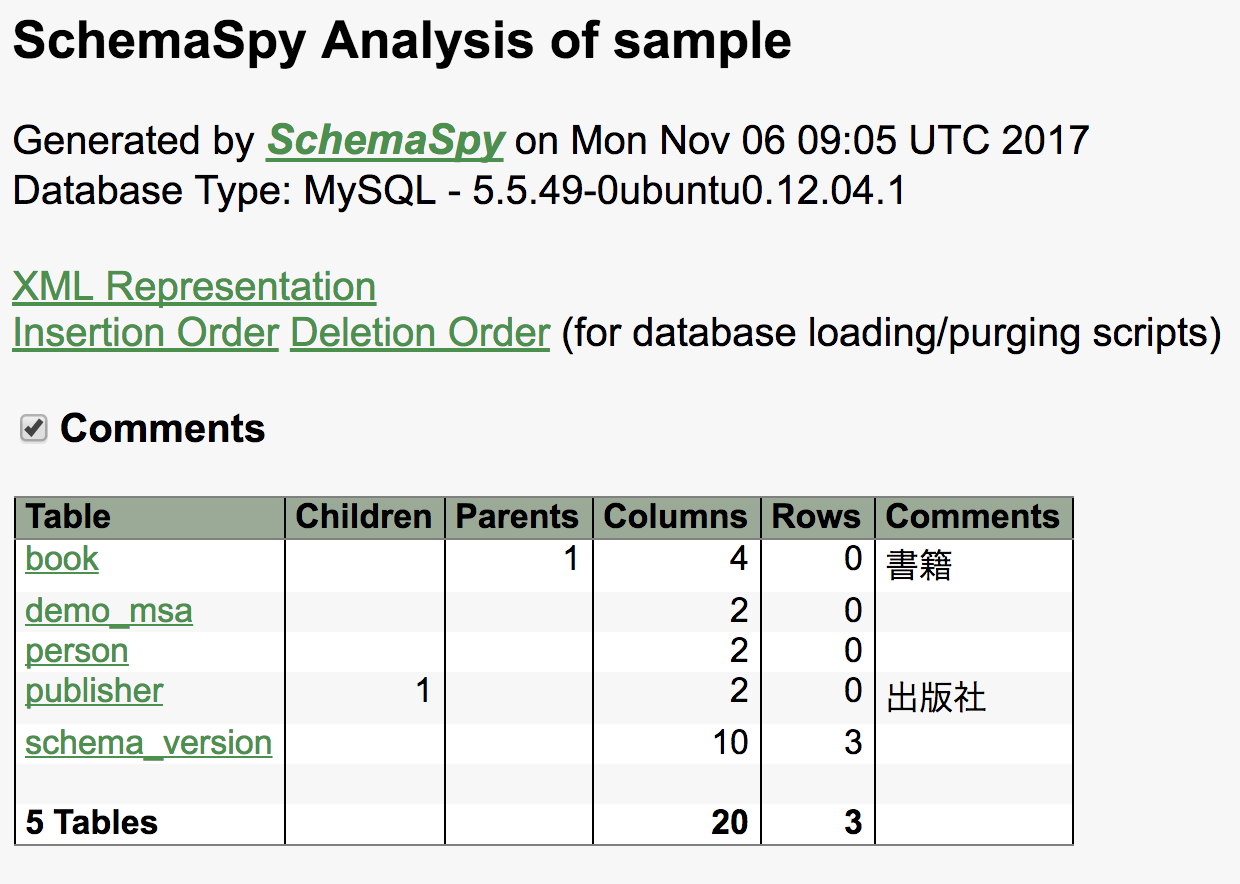 SchemaSpy Analysis of sample
Generated by SchemaSpy on Mon Nov 06 09:05 UTC 2017
Database Type: MySQL - 5.5.49-0ubuntu0.12.04.1
XML Representation
Insertion Order Deletion Order (for database loading/purging scripts)
Comments
Table Children Parents Columns Rows Comments
book 1 4 0 書籍
demo_msa 2 0
person 2 0
publisher 1 2 0 出版社
schema_version 10 3
5 Tables 20 3